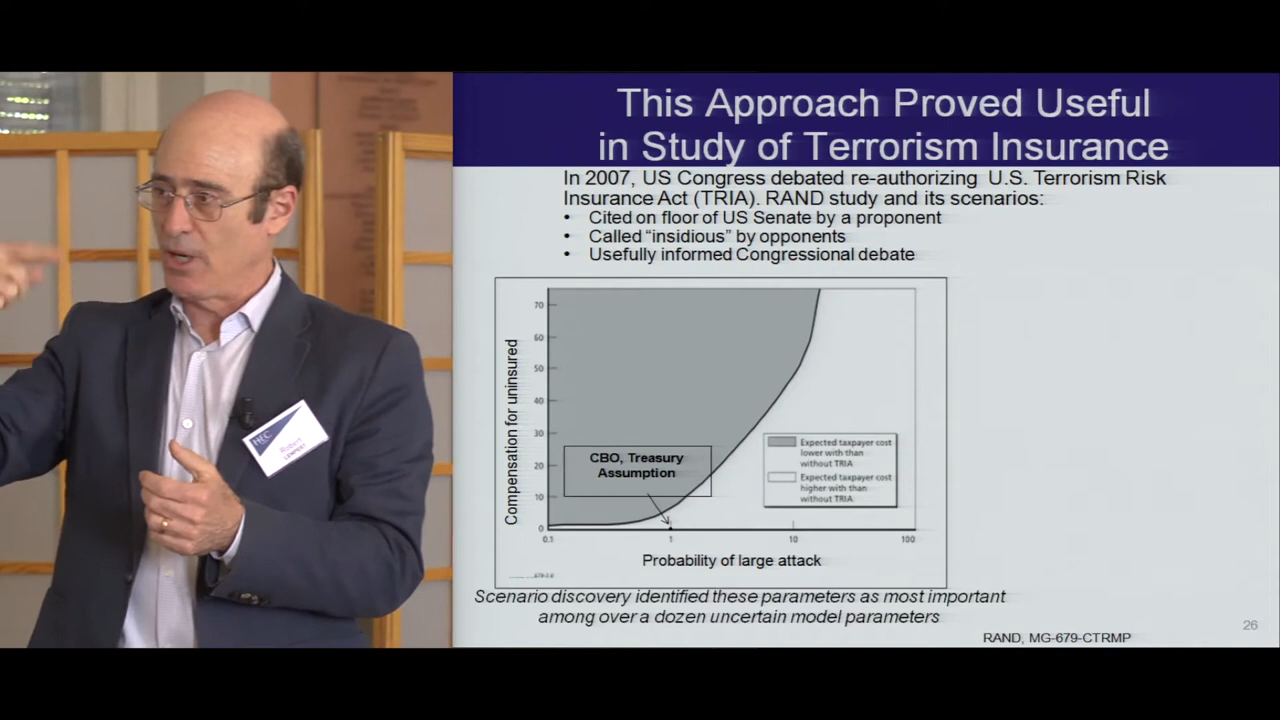 This Approach Proved Useful
in Study of Terrorism Insurance
In 2007, US Congress debated re-authorizing U.S. Terrorism Risk
Insurance Act (TRIA). RAND study and its scenarios:
• Cited on floor of US Senate by a proponent
• Called “insidious” by opponents
• Usefully informed Congressional debate
Compensation for uninsured
70
60
50
40
30
20
10
0
CBO, Treasury
Assumption
Expected taxpayer cost
lower with than
without TRIA
Expected taxpayer cost
higher with than
without TRIA
0.1 1 10 100
Probability of large attack
Scenario discovery identified these parameters as most important
among over a dozen uncertain model parameters
26
RAND, MG-679-CTRMP
HEC
Robert
LEMPERT